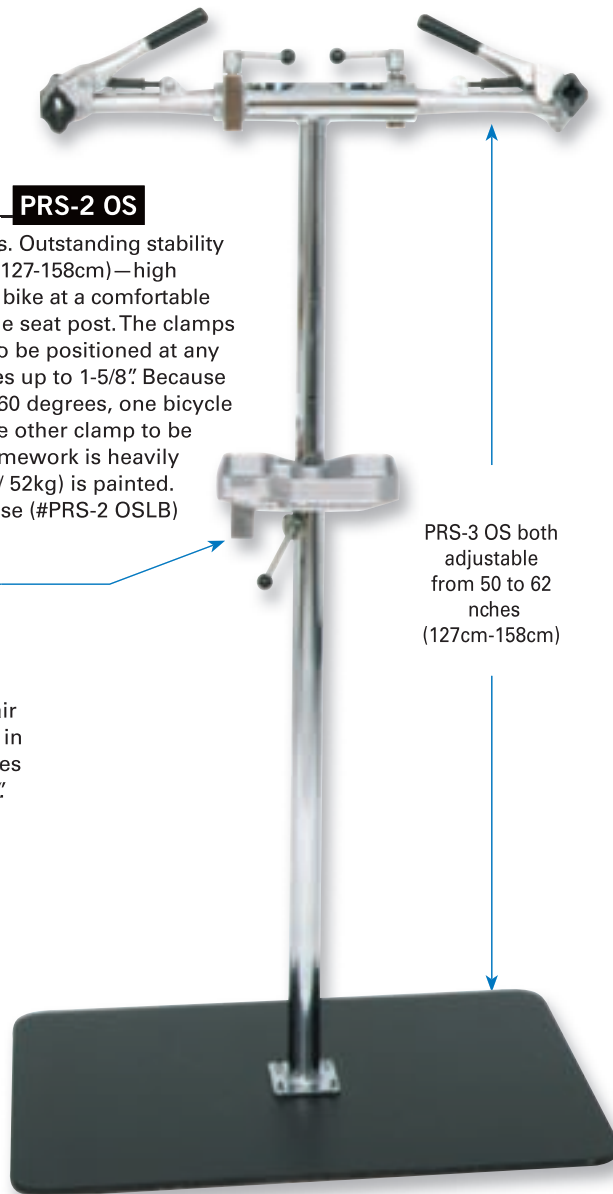 PRS-2 OS
s. Outstanding stability
127-158cm)—high
bike at a comfortable
e seat post. The clamps
o be positioned at any
es up to 1-5/8”. Because
60 degrees, one bicycle
e other clamp to be
mework is heavily
/ 52kg) is painted.
se (#PRS-2 OSLB)
PRS-3 OS both
adjustable
from 50 to 62
nches
(127cm-158cm)
ir
in
es
”.